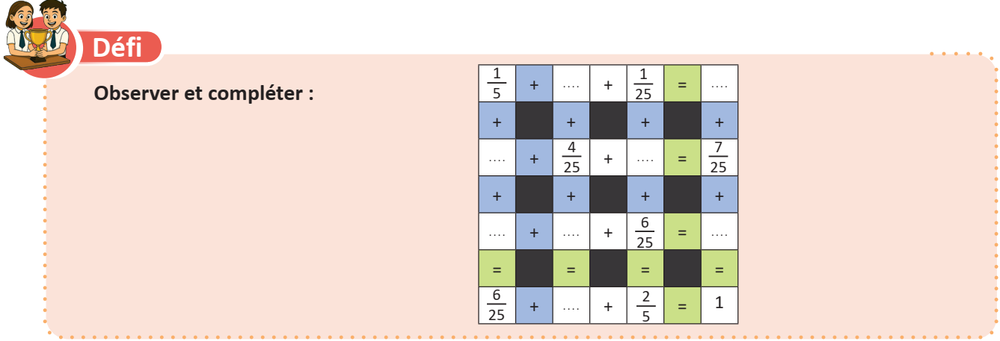 Défi
Observer et compléter :
1/5 + .... + 1/25 = ....
+ + + +
.... + 4/25 + .... = 7/25
+ + + +
.... + .... + 6/25 = ....
= = = =
6/25 + .... + 2/5 = 1